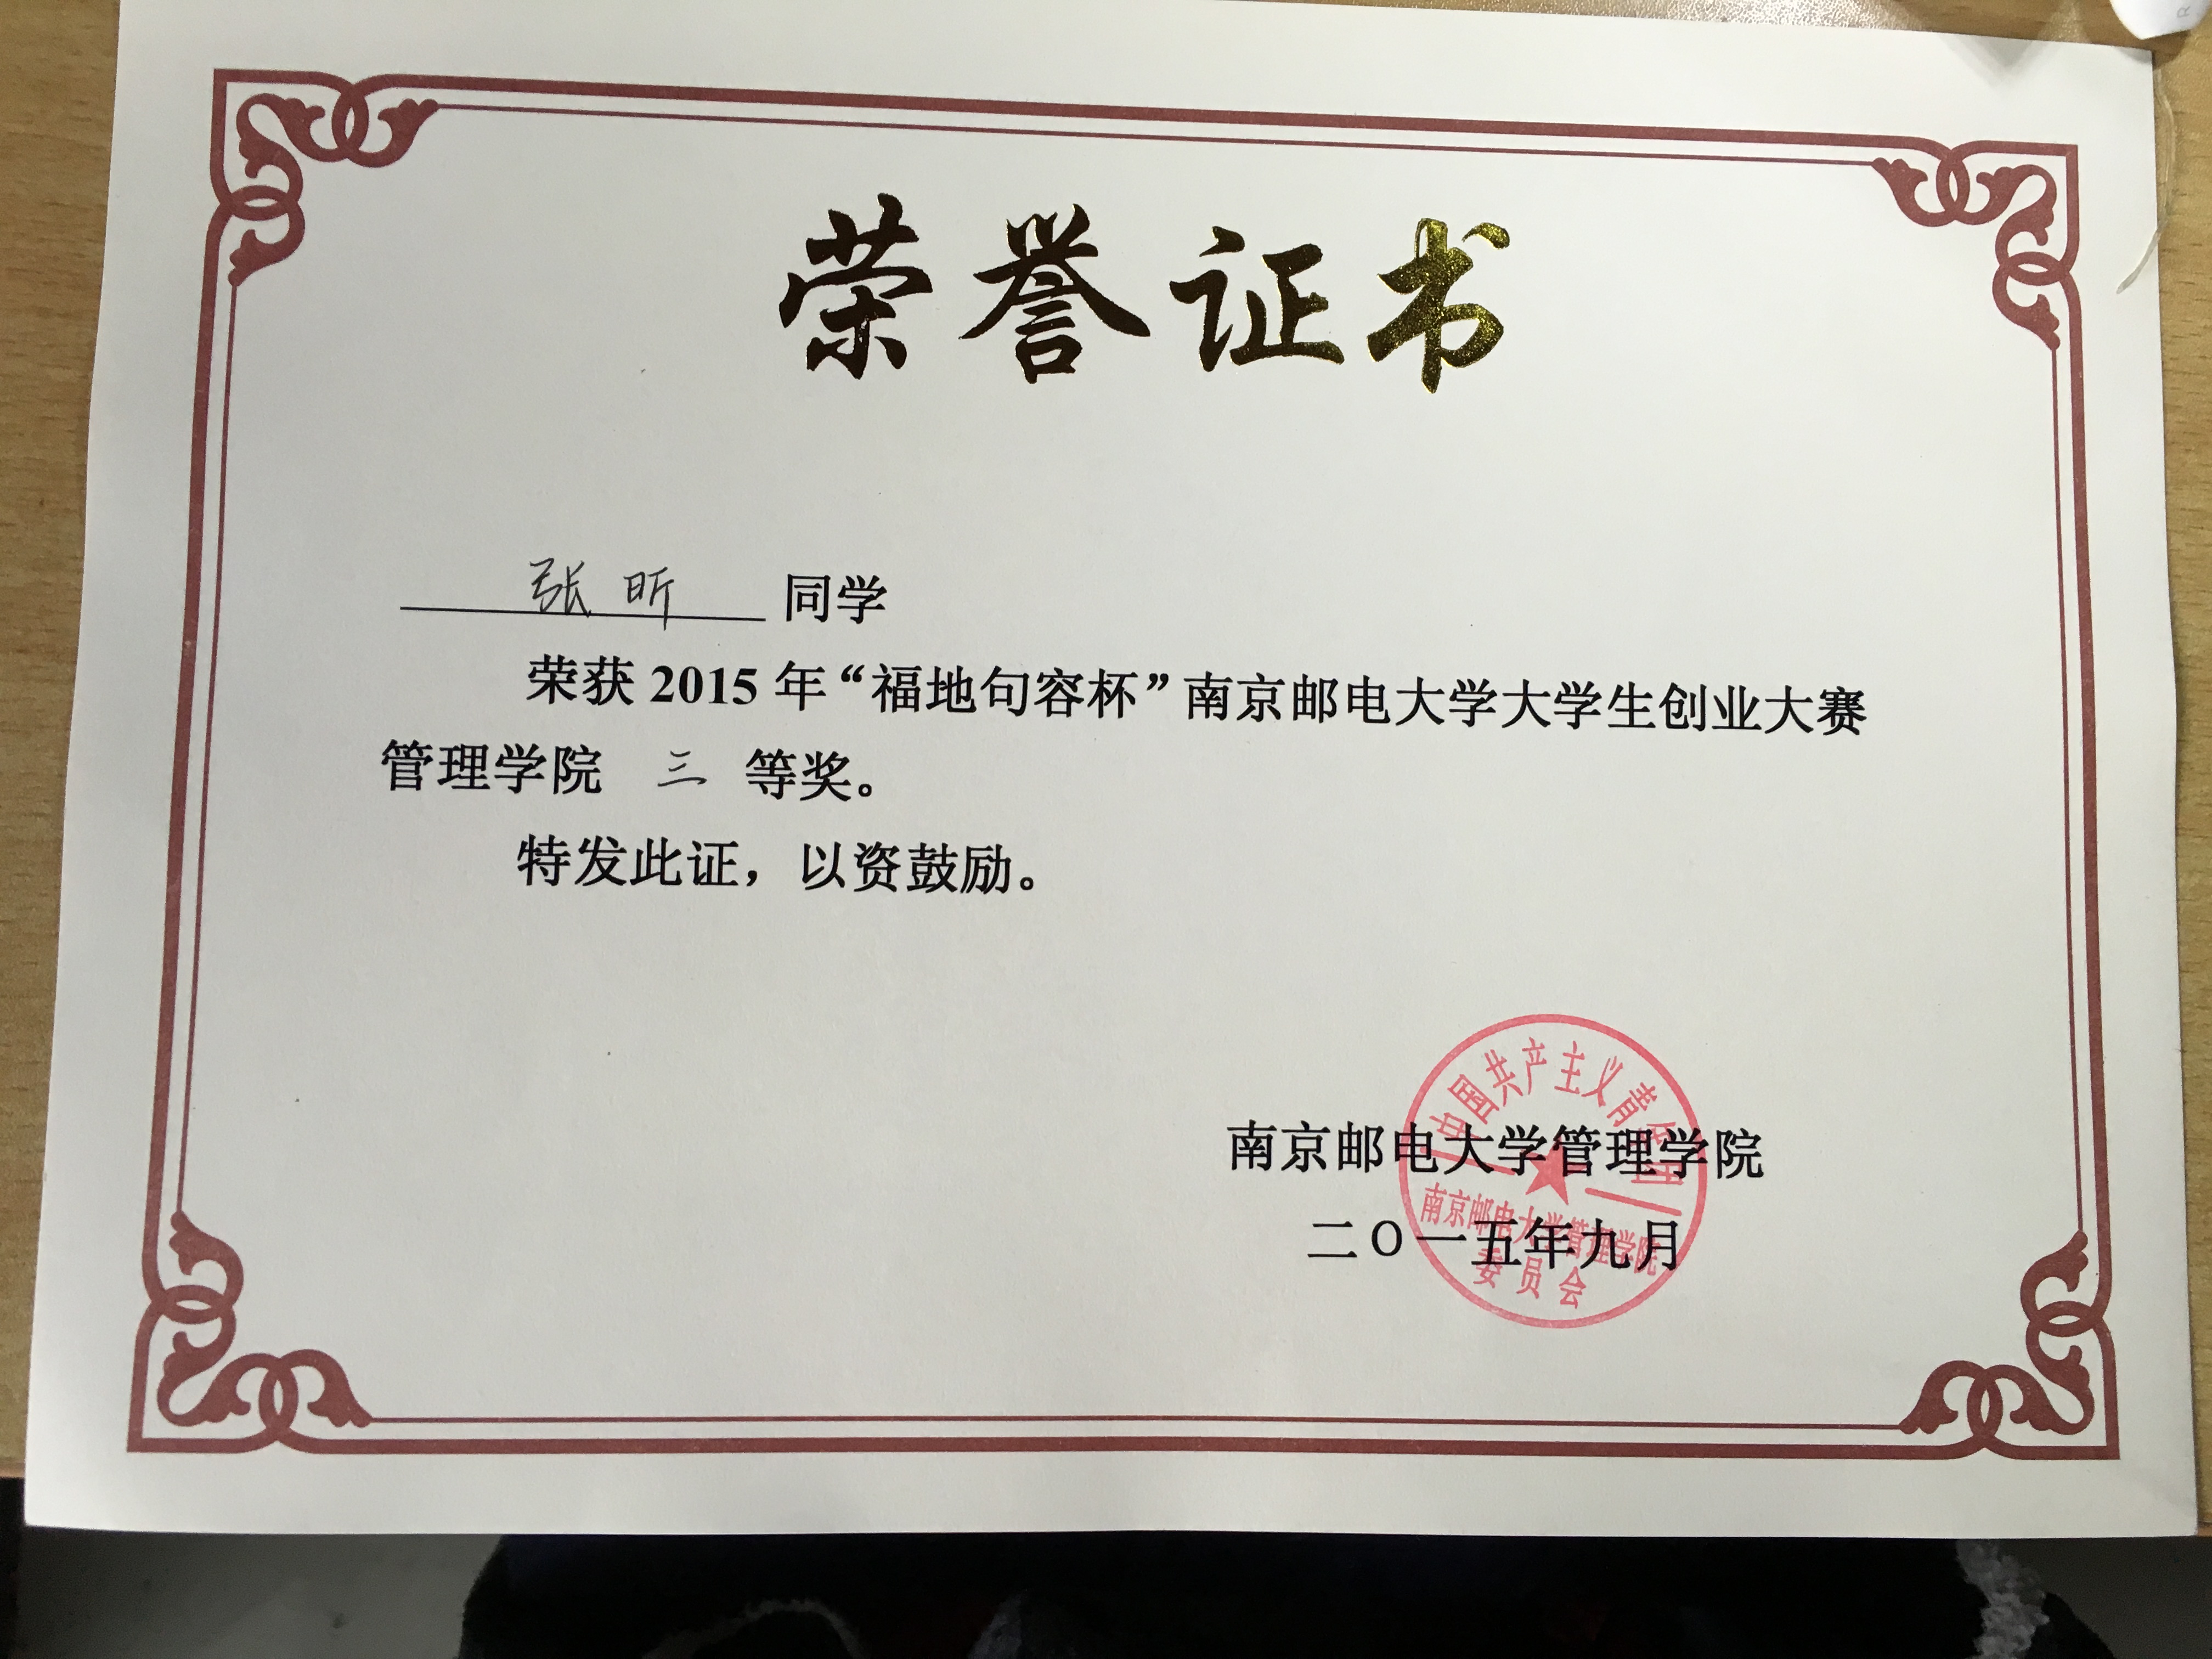 荣誉证书
张昕 同学
荣获 2015 年“福地句容杯”南京邮电大学大学生创业大赛
管理学院 三 等奖。
特发此证，以资鼓励。
南京邮电大学管理学院
二〇一五年九月
中国共产主义青年团
南京邮电大学管理学院
委员会